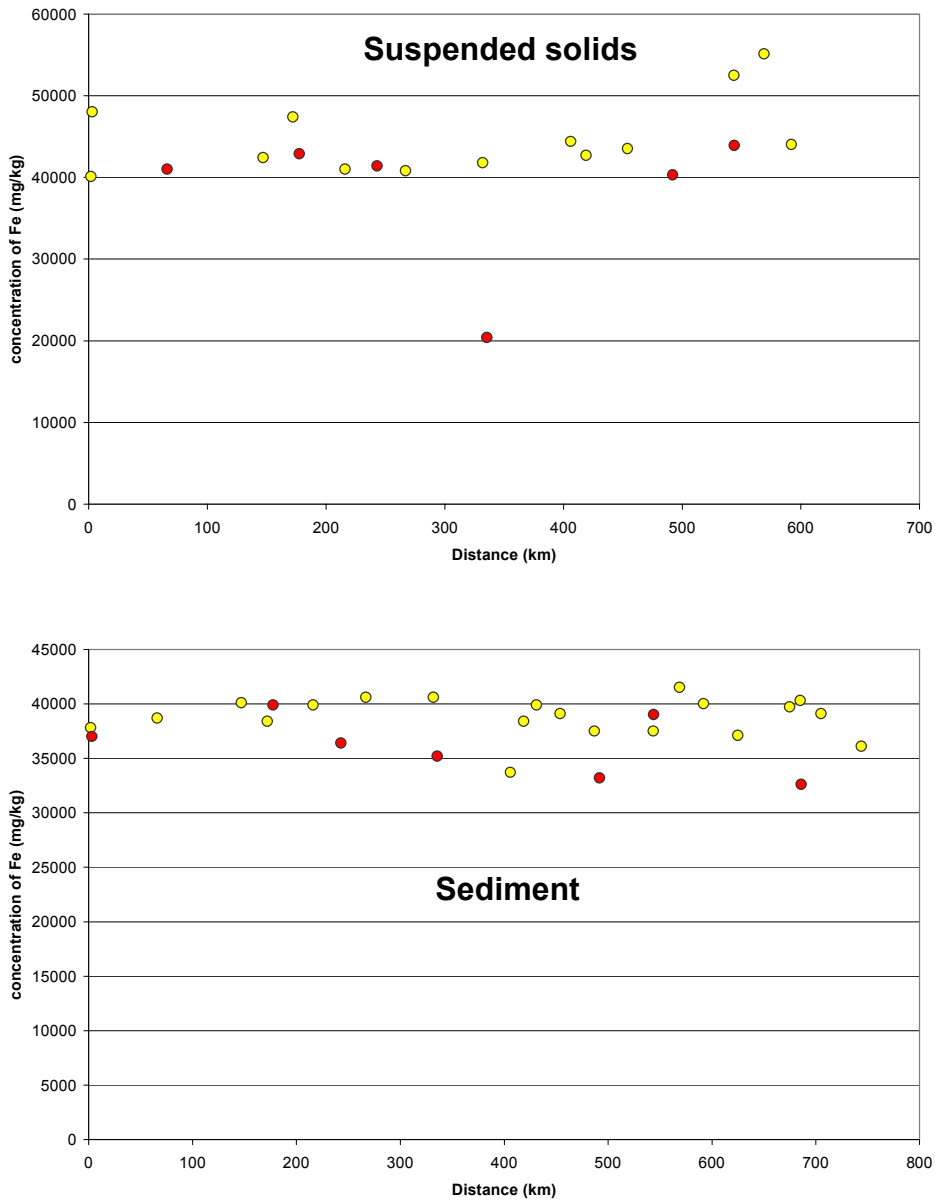 Suspended solids
concentration of Fe (mg/kg)
60000
50000
40000
30000
20000
10000
0
0 100 200 300 400 500 600 700
Distance (km)
Sediment
concentration of Fe (mg/kg)
45000
40000
35000
30000
25000
20000
15000
10000
5000
0
0 100 200 300 400 500 600 700 800
Distance (km)